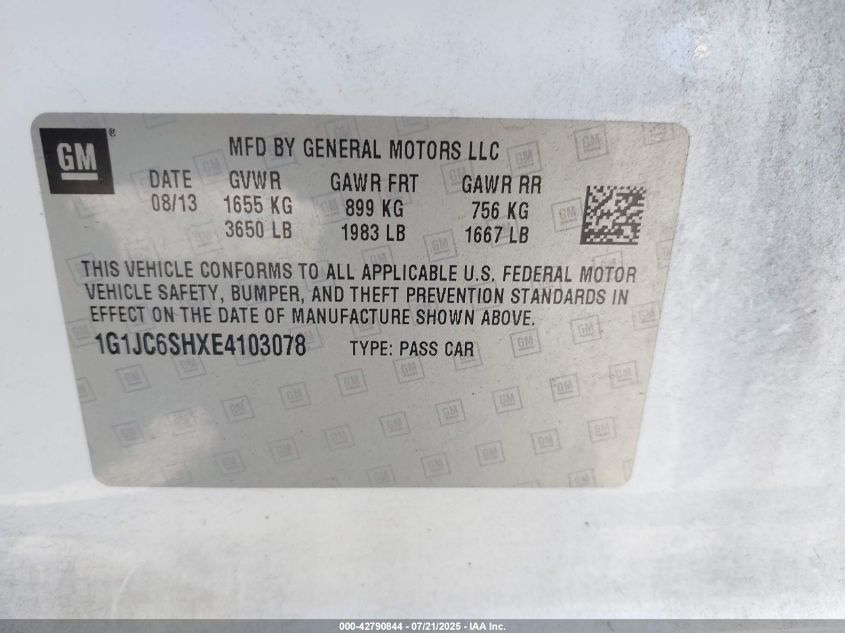 GM®
MFD BY GENERAL MOTORS LLC
DATE GVWR GAWR FRT GAWR RR
08/13 1655 KG 899 KG 756 KG
3650 LB 1983 LB 1667 LB
THIS VEHICLE CONFORMS TO ALL APPLICABLE U.S. FEDERAL MOTOR
VEHICLE SAFETY, BUMPER, AND THEFT PREVENTION STANDARDS IN
EFFECT ON THE DATE OF MANUFACTURE SHOWN ABOVE.
1G1JC6SHXE4103078 TYPE: PASS CAR
000-42790844 - 07/21/2025 - IAA Inc.